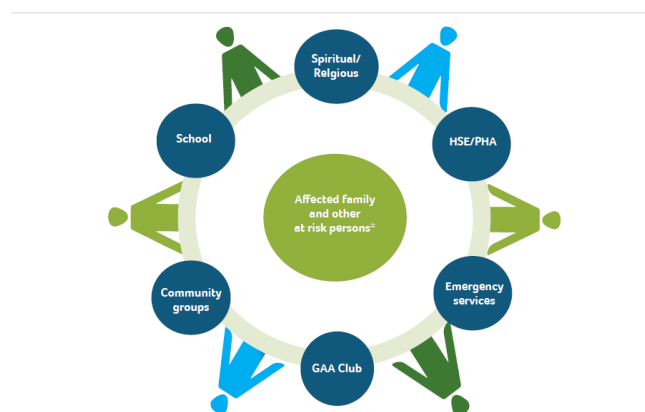 Spiritual/
Relgious
School
HSE/PHA
Affected family
and other
at risk persons©
Community
groups
Emergency
services
GAA Club